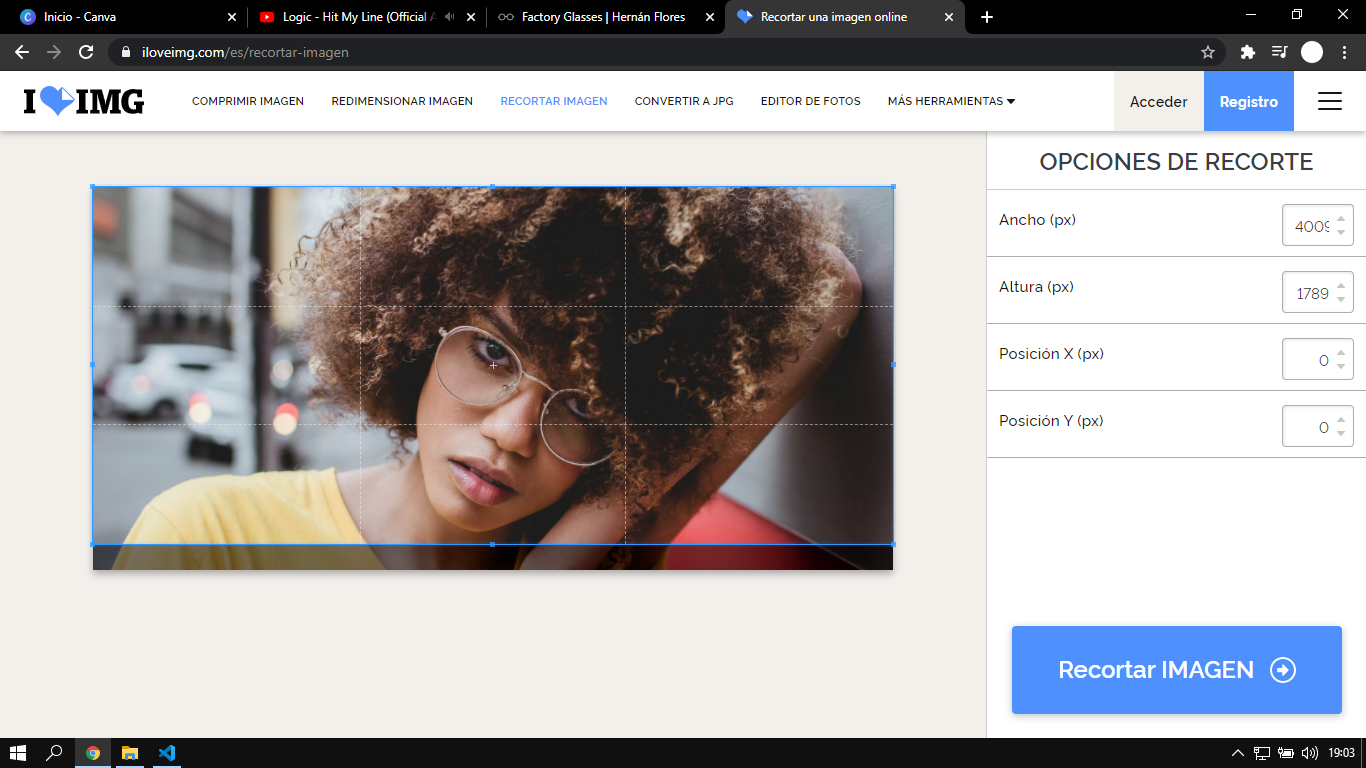 Inicio - Canva
Logic - Hit My Line (Official A
Factory Glasses | Hernán Flores
Recortar una imagen online
iloveimg.com/es/recortar-imagen
I IMG
COMPRIMIR IMAGEN
REDIMENSIONAR IMAGEN
RECORTAR IMAGEN
CONVERTIR A JPG
EDITOR DE FOTOS
MÁS HERRAMIENTAS
Acceder
Registro
OPCIONES DE RECORTE
Ancho (px)
4009
Altura (px)
1789
Posición X (px)
0
Posición Y (px)
0
Recortar IMAGEN
19:03